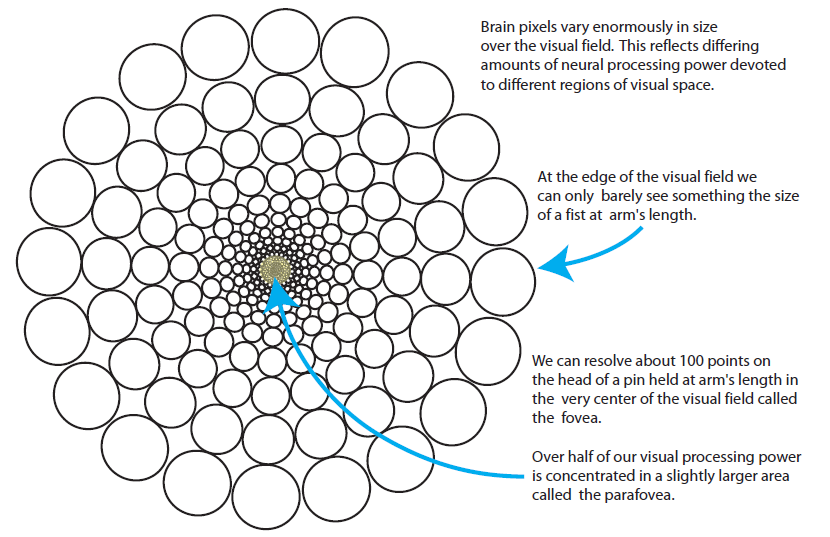 Brain pixels vary enormously in size
over the visual field. This reflects differing
amounts of neural processing power devoted
to different regions of visual space.
At the edge of the visual field we
can only barely see something the size
of a fist at arm's length.
We can resolve about 100 points on
the head of a pin held at arm's length in
the very center of the visual field called
the fovea.
Over half of our visual processing power
is concentrated in a slightly larger area
called the parafovea.